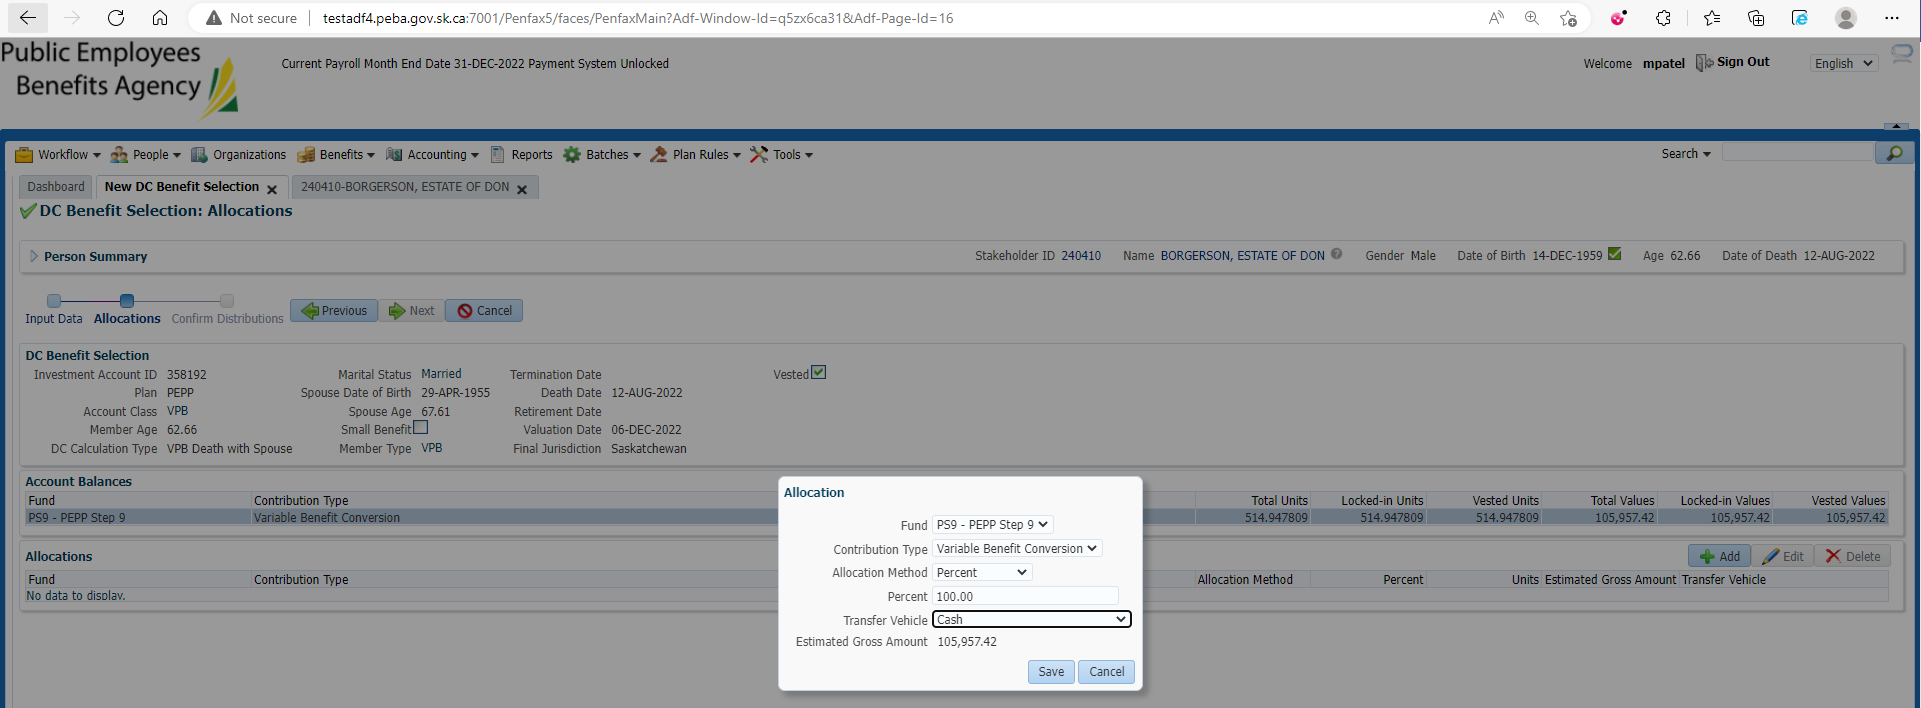 Not secure testadf4.peba.gov.sk.ca:7001/Penfax5/faces/PenfaxMain?Adf-Window-Id=q5zx6ca31&Adf-Page-Id=16
Public Employees
Benefits Agency
Current Payroll Month End Date 31-DEC-2022 Payment System Unlocked
Welcome mpatel Sign Out English
Workflow People Organizations Benefits Accounting Reports Batches Plan Rules Tools Search
Dashboard New DC Benefit Selection 240410-BORGERSON, ESTATE OF DON
DC Benefit Selection: Allocations
Person Summary Stakeholder ID 240410 Name BORGERSON, ESTATE OF DON Gender Male Date of Birth 14-DEC-1959 Age 62.66 Date of Death 12-AUG-2022
Previous Next Cancel
Input Data Allocations Confirm Distributions
DC Benefit Selection
Investment Account ID 358192 Marital Status Married Termination Date Vested
Plan PEPP Spouse Date of Birth 29-APR-1955 Death Date 12-AUG-2022
Account Class VPB Spouse Age 67.61 Retirement Date
Member Age 62.66 Small Benefit Valuation Date 06-DEC-2022
DC Calculation Type VPB Death with Spouse Member Type VPB Final Jurisdiction Saskatchewan
Account Balances
Fund Contribution Type Total Units Locked-in Units Vested Units Total Values Locked-in Values Vested Values
PS9 - PEPP Step 9 Variable Benefit Conversion 514.947809 514.947809 514.947809 105,957.42 105,957.42 105,957.42
Allocations Add Edit Delete
Fund Contribution Type Allocation Method Percent Units Estimated Gross Amount Transfer Vehicle
No data to display.
Allocation
Fund PS9 - PEPP Step 9
Contribution Type Variable Benefit Conversion
Allocation Method Percent
Percent 100.00
Transfer Vehicle Cash
Estimated Gross Amount 105,957.42
Save Cancel